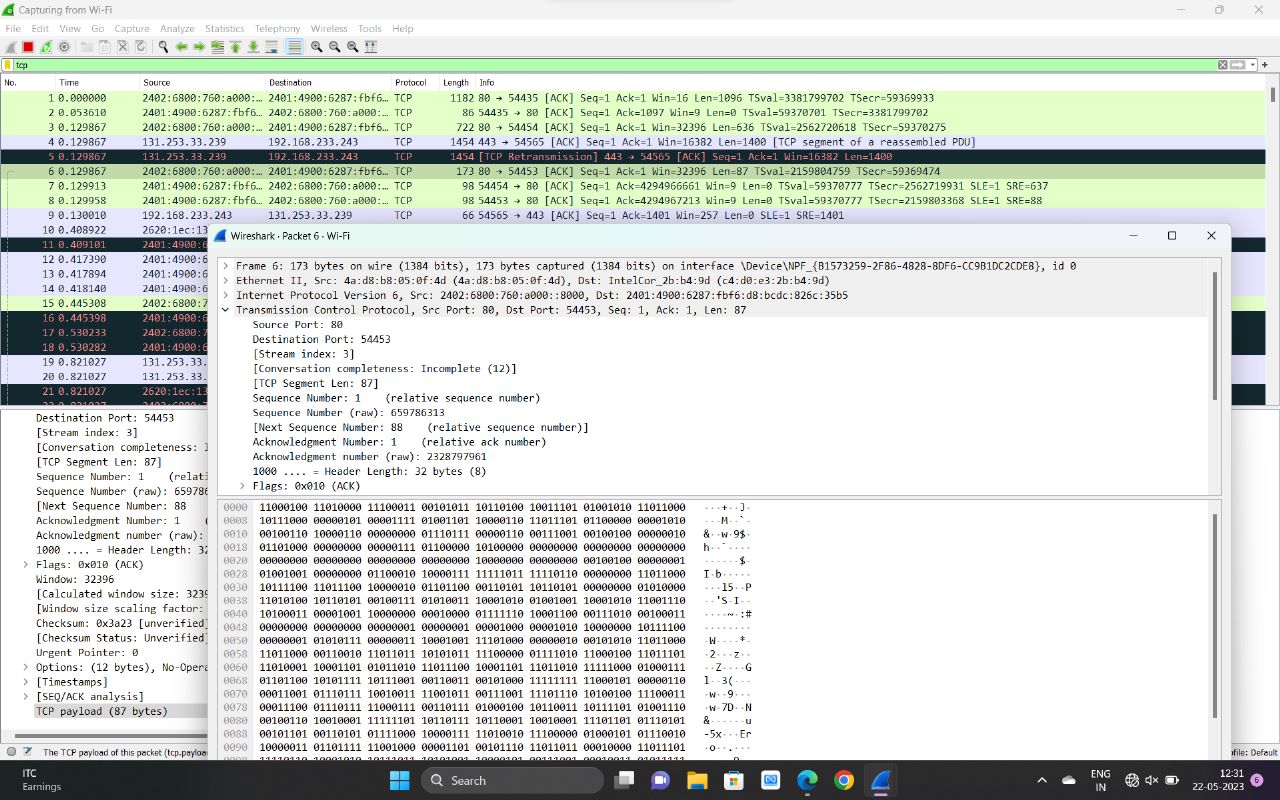 Capturing from Wi-Fi
File Edit View Go Capture Analyze Statistics Telephony Wireless Tools Help
tcp
No. Time Source Destination Protocol Length Info
1 0.000000 2402:6800:760:a000:… 2401:4900:6287:fbf6… TCP 1182 80 → 54435 [ACK] Seq=1 Ack=1 Win=16 Len=1096 TSval=3381799702 TSecr=59369933
2 0.053610 2401:4900:6287:fbf6… 2402:6800:760:a000:… TCP 86 54435 → 80 [ACK] Seq=1 Ack=1097 Win=9 Len=0 TSval=59370701 TSecr=3381799702
3 0.129867 2402:6800:760:a000:… 2401:4900:6287:fbf6… TCP 722 80 → 54454 [ACK] Seq=1 Ack=1 Win=32396 Len=636 TSval=2562720618 TSecr=59370275
4 0.129867 131.253.33.239 192.168.233.243 TCP 1454 443 → 54565 [ACK] Seq=1 Ack=1 Win=16382 Len=1400 [TCP segment of a reassembled PDU]
5 0.129867 131.253.33.239 192.168.233.243 TCP 1454 [TCP Retransmission] 443 → 54565 [ACK] Seq=1 Ack=1 Win=16382 Len=1400
6 0.129867 2402:6800:760:a000:… 2401:4900:6287:fbf6… TCP 173 80 → 54453 [ACK] Seq=1 Ack=1 Win=32396 Len=87 TSval=2159804759 TSecr=59369474
7 0.129913 2401:4900:6287:fbf6… 2402:6800:760:a000:… TCP 98 54454 → 80 [ACK] Seq=1 Ack=4294966661 Win=9 Len=0 TSval=59370777 TSecr=2562719931 SLE=1 SRE=637
8 0.129958 2401:4900:6287:fbf6… 2402:6800:760:a000:… TCP 98 54453 → 80 [ACK] Seq=1 Ack=4294967213 Win=9 Len=0 TSval=59370777 TSecr=2159803368 SLE=1 SRE=88
9 0.130010 192.168.233.243 131.253.33.239 TCP 66 54565 → 443 [ACK] Seq=1 Ack=1401 Win=257 Len=0 SLE=1 SRE=1401
10 0.408922 2620:1ec:13
11 0.409101 2401:4900:6
12 0.417390 2401:4900:6
13 0.417894 2401:4900:6
14 0.418140 2401:4900:6
15 0.445308 2402:6800:7
16 0.445398 2401:4900:6
17 0.530233 2402:6800:7
18 0.530282 2401:4900:6
19 0.821027 131.253.33.
20 0.821027 131.253.33.
21 0.821027 2620:1ec:13
Destination Port: 54453
[Stream index: 3]
[Conversation completeness: I
[TCP Segment Len: 87]
Sequence Number: 1 (relati
Sequence Number (raw): 659786
[Next Sequence Number: 88
Acknowledgment Number: 1 (
Acknowledgment number (raw):
1000 .... = Header Length: 32
Flags: 0x010 (ACK)
Window: 32396
[Calculated window size: 3239
[Window size scaling factor:
Checksum: 0x3a23 [unverified]
[Checksum Status: Unverified]
Urgent Pointer: 0
Options: (12 bytes), No-Opera
[Timestamps]
[SEQ/ACK analysis]
TCP payload (87 bytes)
The TCP payload of this packet (tcp.payloa
Wireshark · Packet 6 · Wi-Fi
Frame 6: 173 bytes on wire (1384 bits), 173 bytes captured (1384 bits) on interface \Device\NPF_{B1573259-2F86-4828-8DF6-CC9B1DC2CDE8}, id 0
Ethernet II, Src: 4a:d8:b8:05:0f:4d (4a:d8:b8:05:0f:4d), Dst: IntelCor_2b:b4:9d (c4:d0:e3:2b:b4:9d)
Internet Protocol Version 6, Src: 2402:6800:760:a000::8000, Dst: 2401:4900:6287:fbf6:d8:bcdc:826c:35b5
Transmission Control Protocol, Src Port: 80, Dst Port: 54453, Seq: 1, Ack: 1, Len: 87
Source Port: 80
Destination Port: 54453
[Stream index: 3]
[Conversation completeness: Incomplete (12)]
[TCP Segment Len: 87]
Sequence Number: 1 (relative sequence number)
Sequence Number (raw): 659786313
[Next Sequence Number: 88 (relative sequence number)]
Acknowledgment Number: 1 (relative ack number)
Acknowledgment number (raw): 2328797961
1000 .... = Header Length: 32 bytes (8)
Flags: 0x010 (ACK)
0000 11000100 11010000 11100011 00101011 10110100 10011101 01001010 11011000 ···+··J·
0008 10111000 00000101 00001111 01001101 10000110 11011101 01100000 00001010 ···M··`·
0010 00100110 10000110 00000000 01110111 00000110 00111001 00100100 00000010 &··w·9$·
0018 01101000 00000000 00000111 01100000 10100000 00000000 00000000 00000000 h··`····
0020 00000000 00000000 00000000 00000000 10000000 00000000 00100100 00000001 ······$·
0028 01001001 00000000 01100010 10000111 11111011 11110110 00000000 11011000 I·b·····
0030 10111100 11011100 10000010 01101100 00110101 10110101 00000000 01010000 ···l5··P
0038 11010100 10110101 00100111 01010011 10001010 01001001 10001010 11001110 ··'S·I··
0040 10100011 00001001 10000000 00010000 01111110 10001100 00111010 00100011 ····~·:#
0048 00000000 00000000 00000001 00000001 00001000 00001010 10000000 10111100 ········
0050 00000001 01010111 00000011 10001001 11101000 00000010 00101010 11011000 ·W····*·
0058 11011000 00110010 11011011 10101011 11100000 01111010 11000100 11011101 ·2···z··
0060 11010001 10001101 01011010 11011100 10001101 11011010 11111000 01000111 ··Z····G
0068 01101100 10101111 10111001 00110011 00101000 11111111 11000101 00000110 l··3(···
0070 00011001 01110111 10010011 11001011 00111001 11110110 10100100 11100011 ·w··9···
0078 00011100 01110111 11000111 00110111 01000100 10110011 10111101 01001110 ·w·7D··N
0080 00100110 10010001 11111101 10110111 10110001 10010001 11101101 01110101 &······u
0088 00101101 00110101 01111000 10000111 11010010 11100000 01000101 01110010 -5x···Er
0090 10000011 01101111 11001000 00001101 00101110 11011011 00010000 11011101 ·o··.···
ofile: Default
ITC
Earnings
Search
ENG
IN
12:31
22-05-2023
6